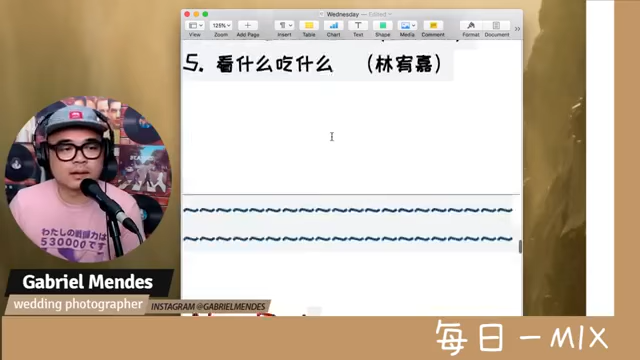 Wednesday — Edited
125%
View Zoom Add Page Insert Table Chart Text Shape Media Comment Format Document
5. 看什么吃什么 (林宥嘉)
~~~~~~~~~~~~~~~~~~~~
~~~~~~~~~~~~~~~~~~~~
わたしの戦闘力は
530000です
Gabriel Mendes
wedding photographer
INSTAGRAM @GABRIELMENDES
每日一MIX